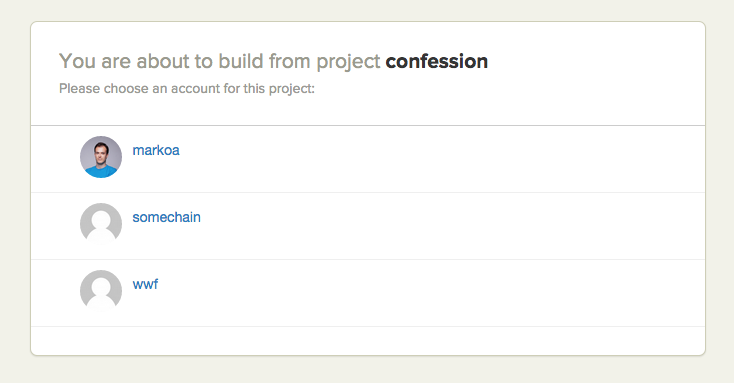 You are about to build from project confession
Please choose an account for this project:
markoa
somechain
wwf